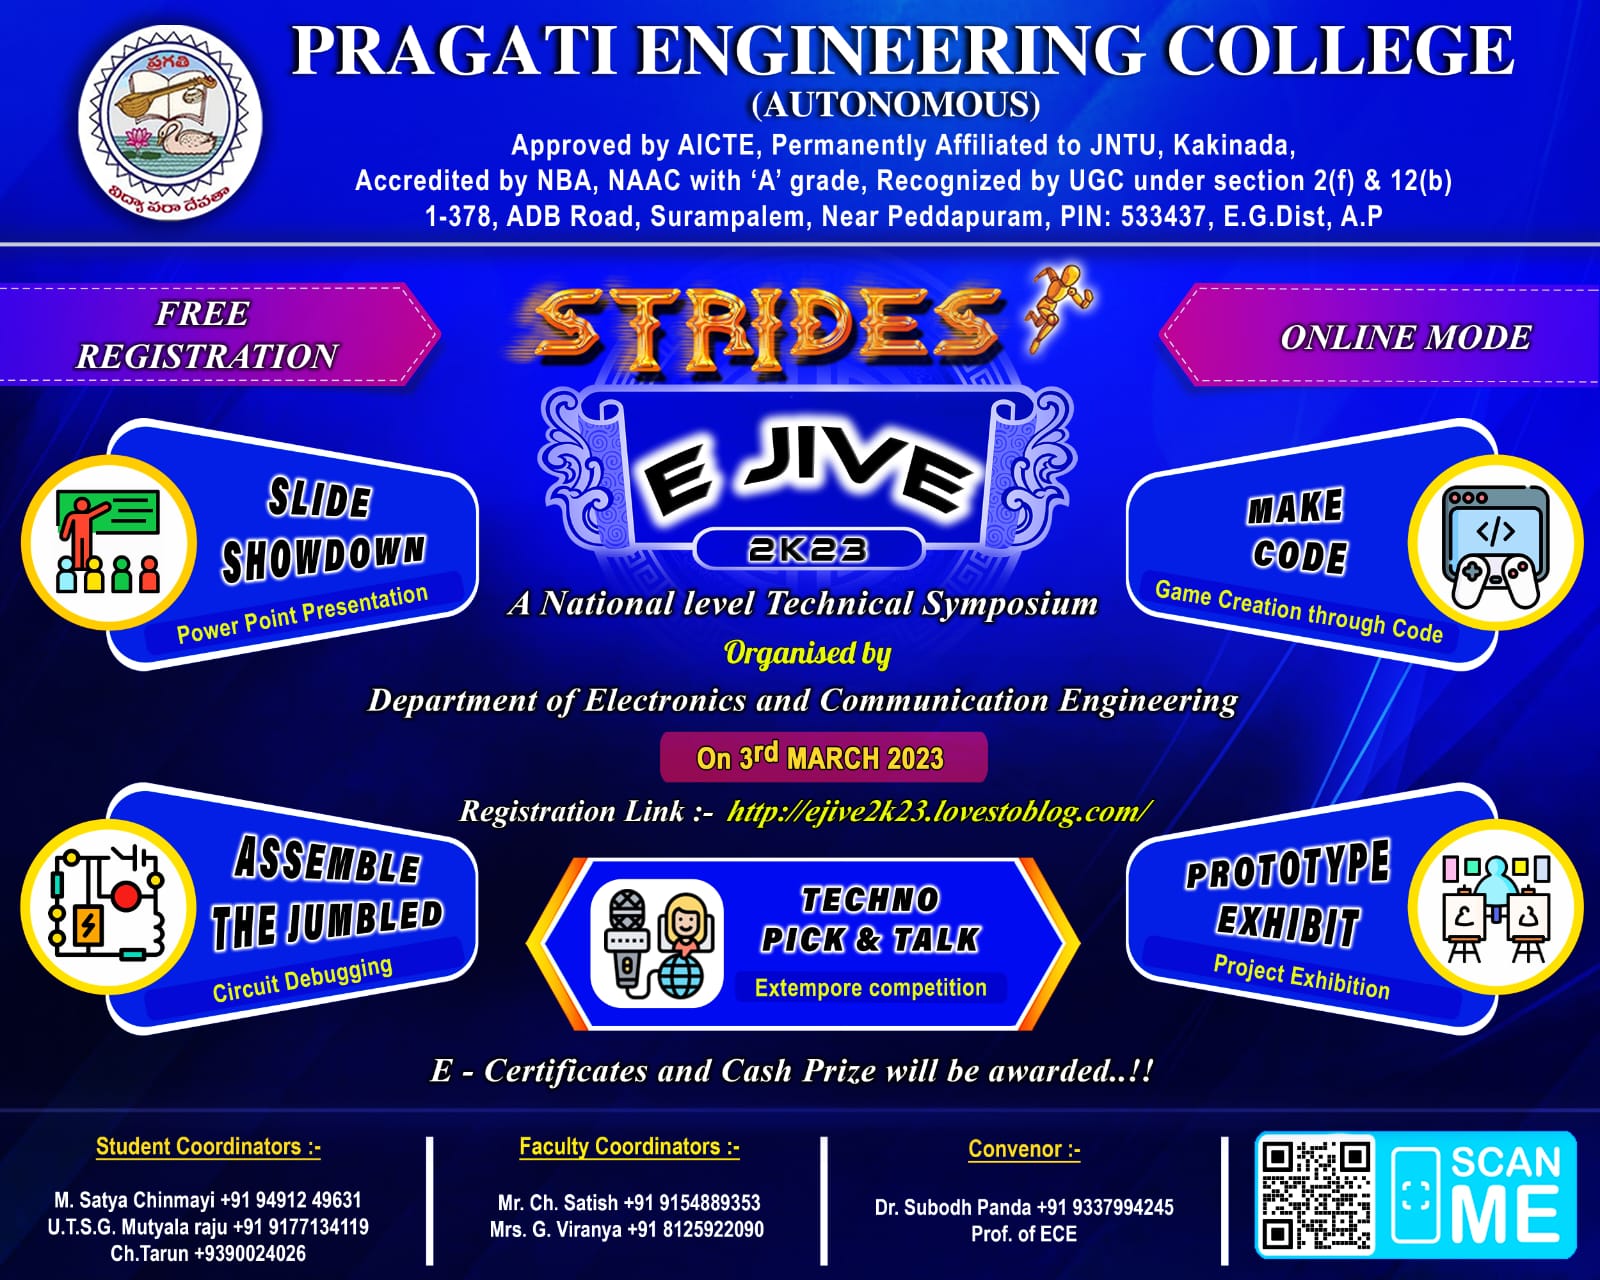 ప్రగతి
విద్యా పరా దేవతా
PRAGATI ENGINEERING COLLEGE
(AUTONOMOUS)
Approved by AICTE, Permanently Affiliated to JNTU, Kakinada,
Accredited by NBA, NAAC with ‘A’ grade, Recognized by UGC under section 2(f) & 12(b)
1-378, ADB Road, Surampalem, Near Peddapuram, PIN: 533437, E.G.Dist, A.P
FREE
REGISTRATION
STRIDES
ONLINE MODE
E JIVE
2K23
SLIDE
SHOWDOWN
Power Point Presentation
MAKE
CODE
Game Creation through Code
</>
A National level Technical Symposium
Organised by
Department of Electronics and Communication Engineering
On 3rd MARCH 2023
Registration Link :- http://ejive2k23.lovestoblog.com/
ASSEMBLE
THE JUMBLED
Circuit Debugging
TECHNO
PICK & TALK
Extempore competition
PROTOTYPE
EXHIBIT
Project Exhibition
E - Certificates and Cash Prize will be awarded..!!
Student Coordinators :-
M. Satya Chinmayi +91 94912 49631
U.T.S.G. Mutyala raju +91 9177134119
Ch.Tarun +9390024026
Faculty Coordinators :-
Mr. Ch. Satish +91 9154889353
Mrs. G. Viranya +91 8125922090
Convenor :-
Dr. Subodh Panda +91 9337994245
Prof. of ECE
SCAN
ME